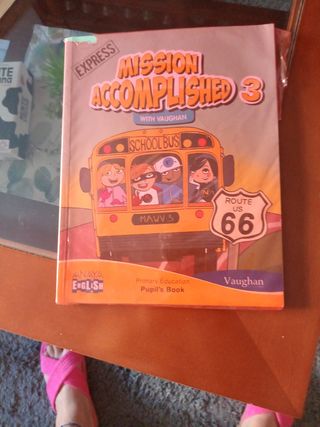 EXPRESS
MISSION
ACCOMPLISHED 3
WITH VAUGHAN
SCHOOL BUS
MAVV·3
ROUTE
US
66
ANAYA
ENGLISH
Primary Education
Pupil's Book
Vaughan